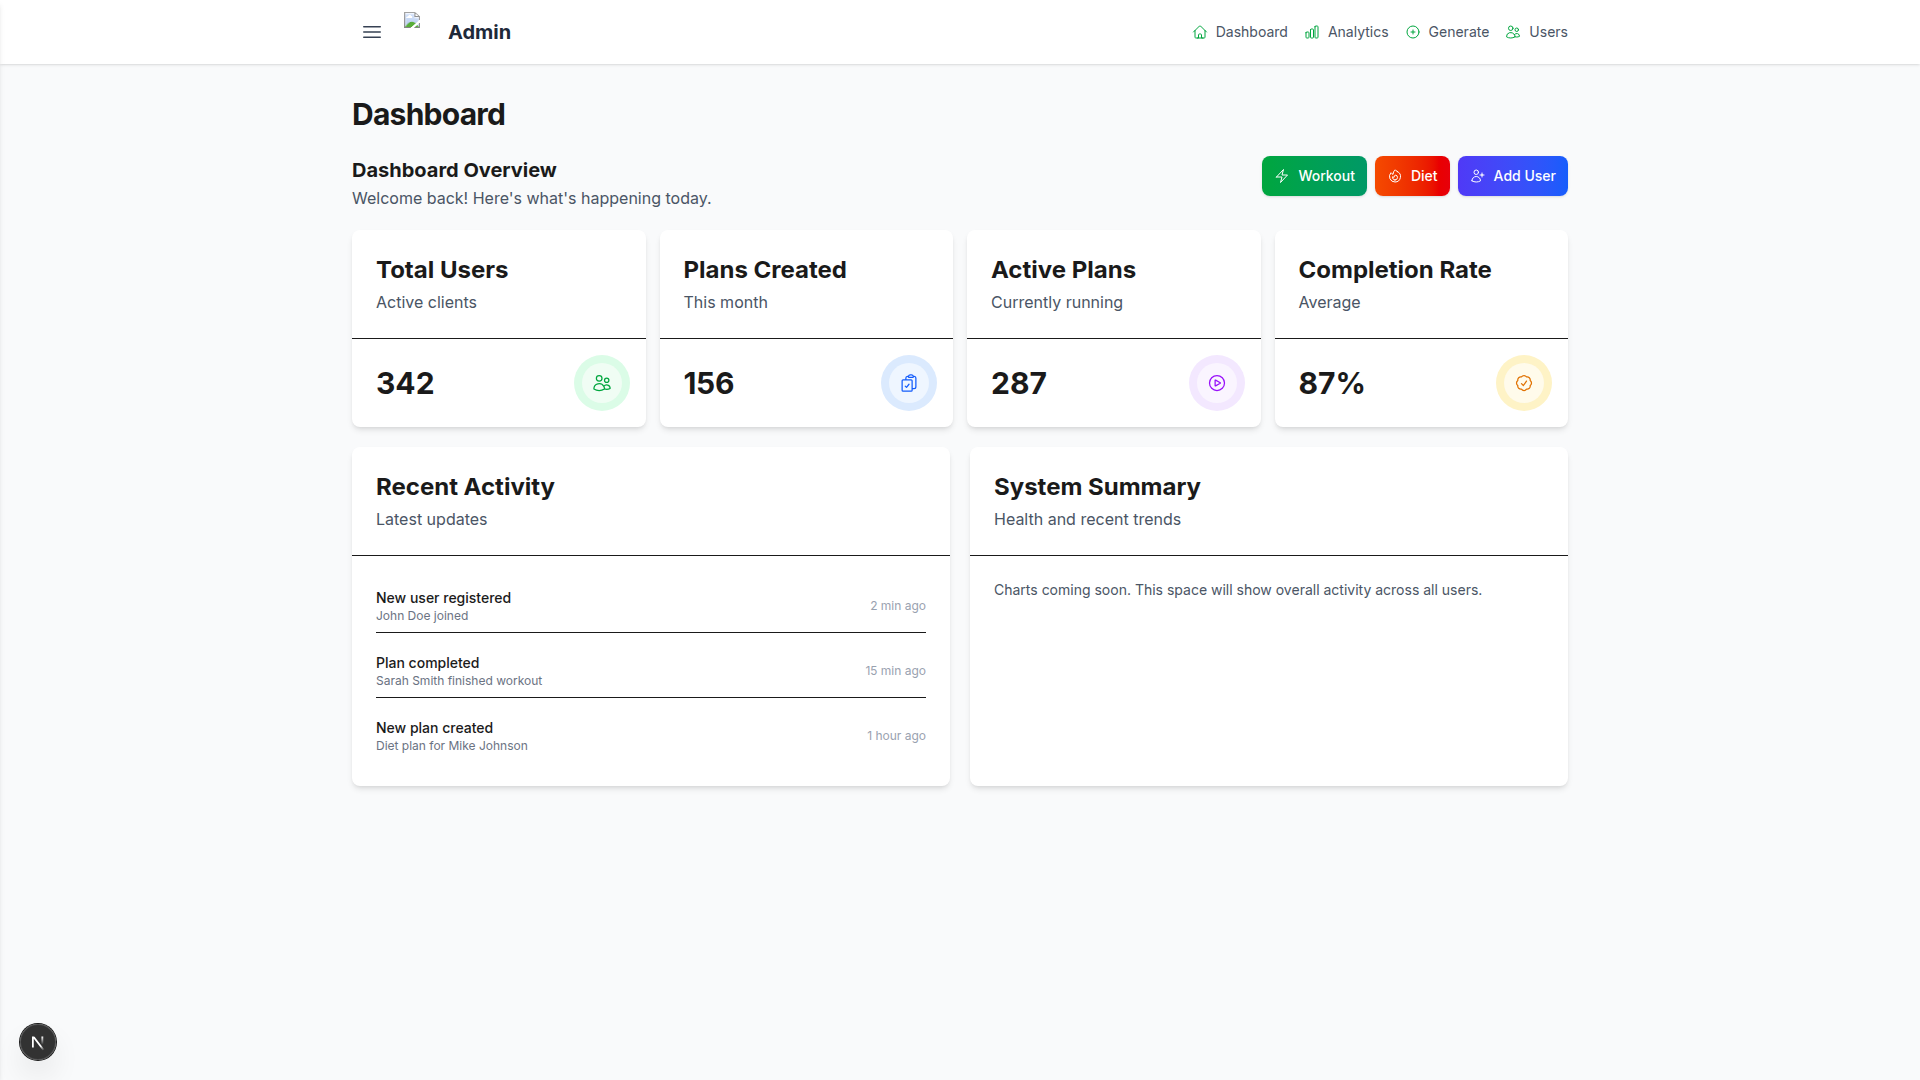 Admin
Dashboard
Analytics
Generate
Users
Dashboard
Dashboard Overview
Welcome back! Here's what's happening today.
Workout
Diet
Add User
Total Users
Active clients
342
Plans Created
This month
156
Active Plans
Currently running
287
Completion Rate
Average
87%
Recent Activity
Latest updates
New user registered
John Doe joined
2 min ago
Plan completed
Sarah Smith finished workout
15 min ago
New plan created
Diet plan for Mike Johnson
1 hour ago
System Summary
Health and recent trends
Charts coming soon. This space will show overall activity across all users.
N